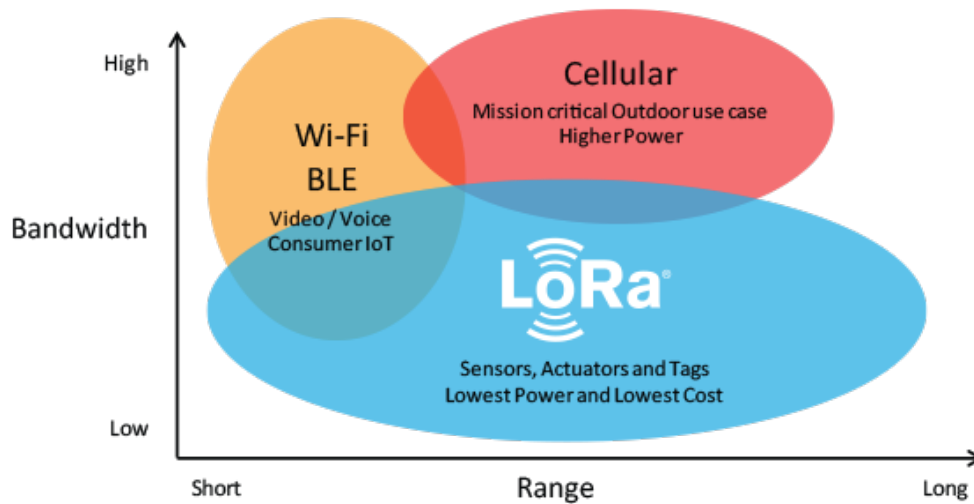 High
Cellular
Mission critical Outdoor use case
Higher Power
Wi-Fi
BLE
Video / Voice
Consumer IoT
Bandwidth
LoRa®
Sensors, Actuators and Tags
Lowest Power and Lowest Cost
Low
Short
Range
Long